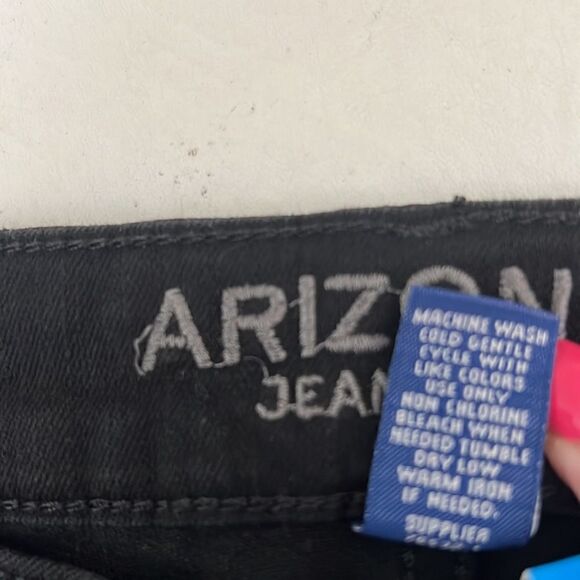 ARIZON
JEAN
MACHINE WASH
COLD GENTLE
CYCLE WITH
LIKE COLORS
USE ONLY
NON CHLORINE
BLEACH WHEN
NEEDED TUMBLE
DRY LOW
WARM IRON
IF NEEDED.
SUPPLIER